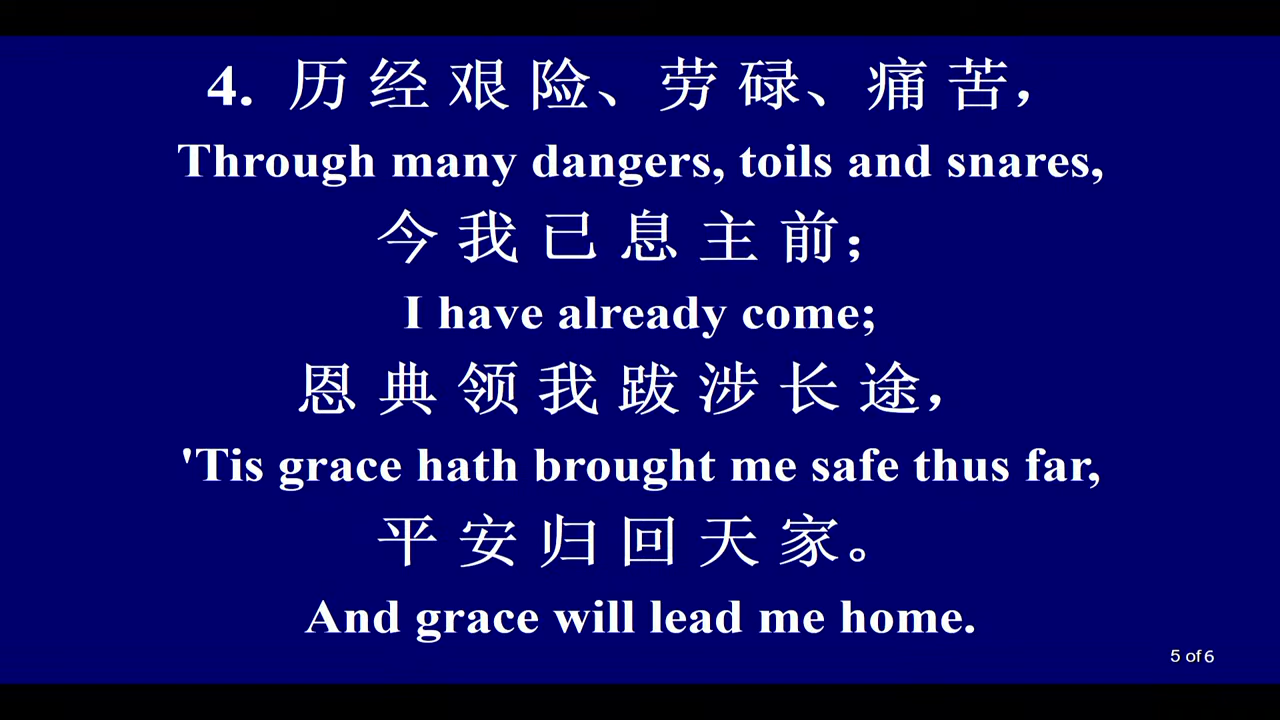 4. 历经艰险、劳碌、痛苦，
Through many dangers, toils and snares,
今我已息主前；
I have already come;
恩典领我跋涉长途，
'Tis grace hath brought me safe thus far,
平安归回天家。
And grace will lead me home.
5 of 6